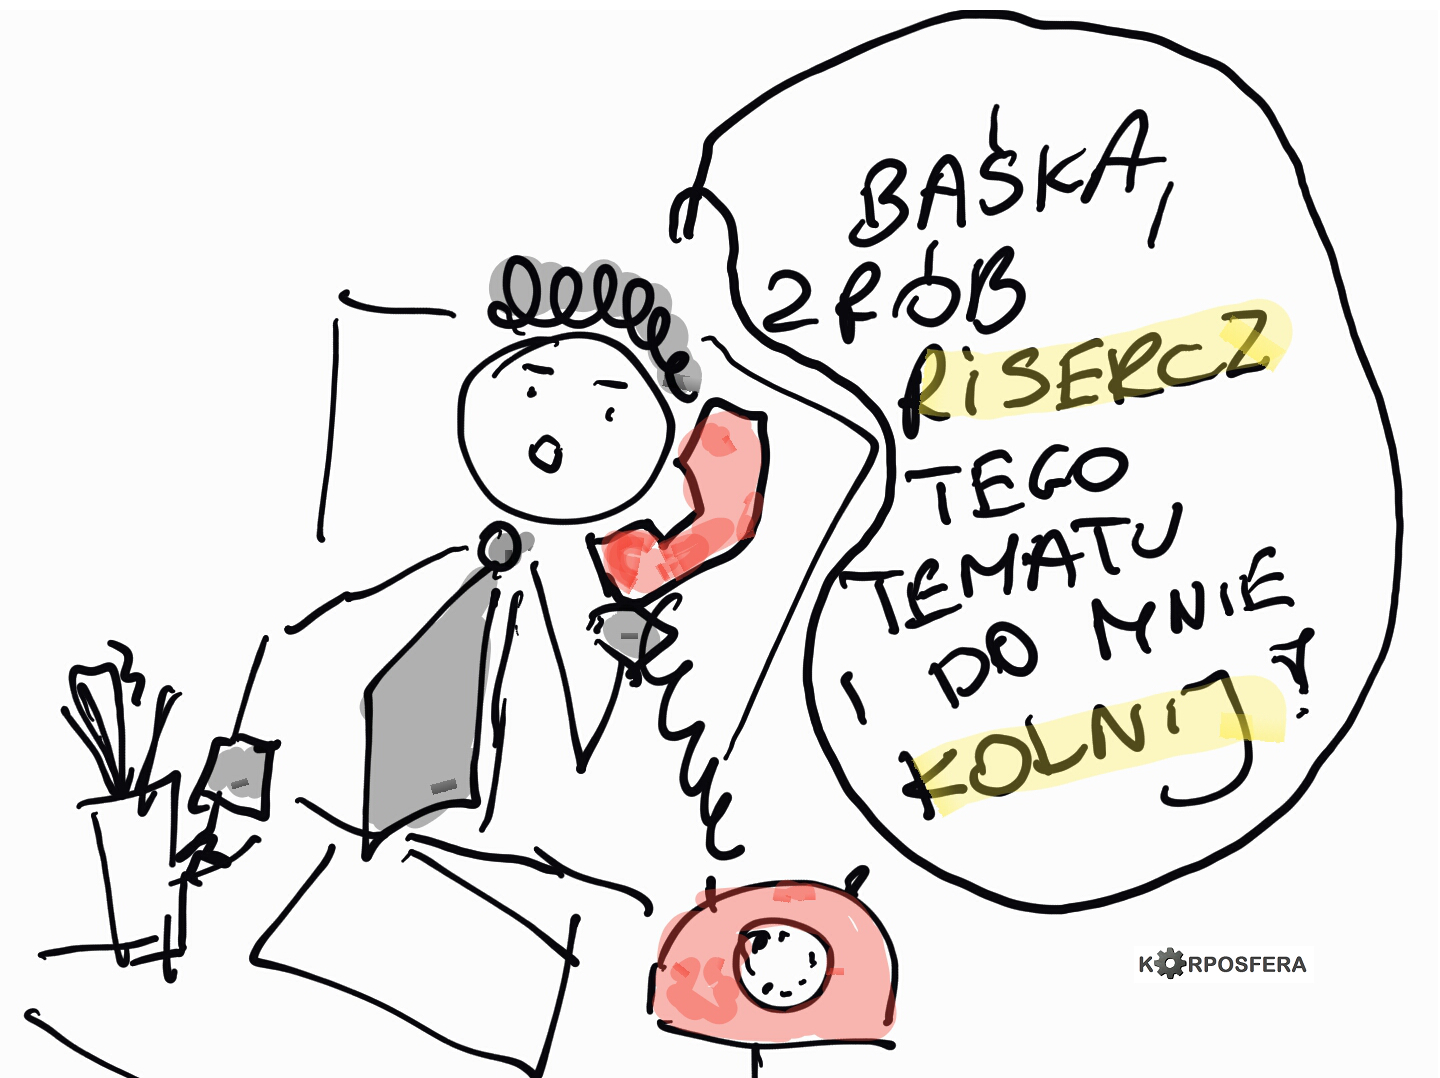 BAŚKA,
ZRÓB
RISERCZ
TEGO
TEMATU
I DO MNIE
KOLNIJ!
KORPOSFERA